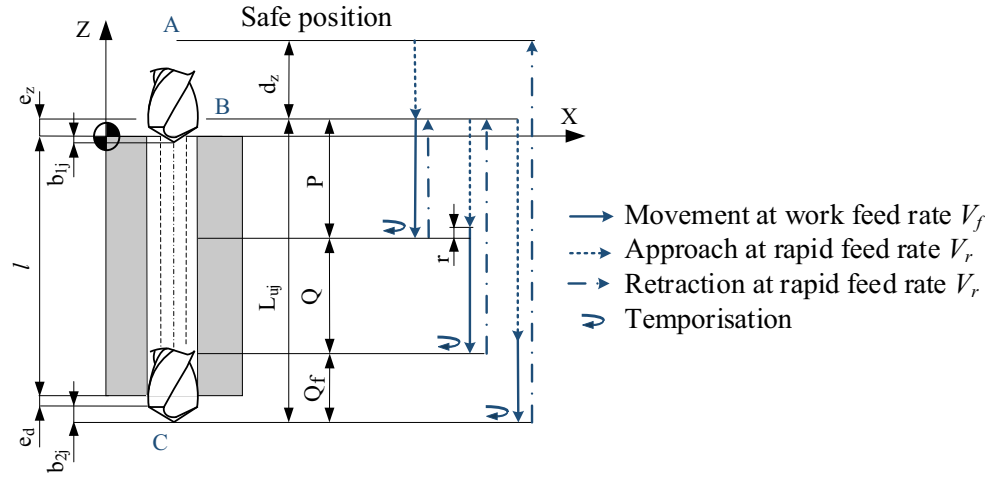 A
Safe position
Z
e_z
d_z
B
X
b_1j
P
l
r
L_uj
Q
Q_f
e_d
b_2j
C
Movement at work feed rate V_f
Approach at rapid feed rate V_r
Retraction at rapid feed rate V_r
Temporisation